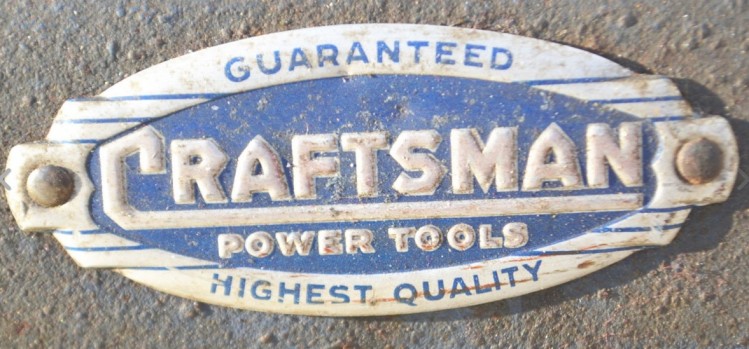 GUARANTEED
CRAFTSMAN
POWER TOOLS
HIGHEST QUALITY